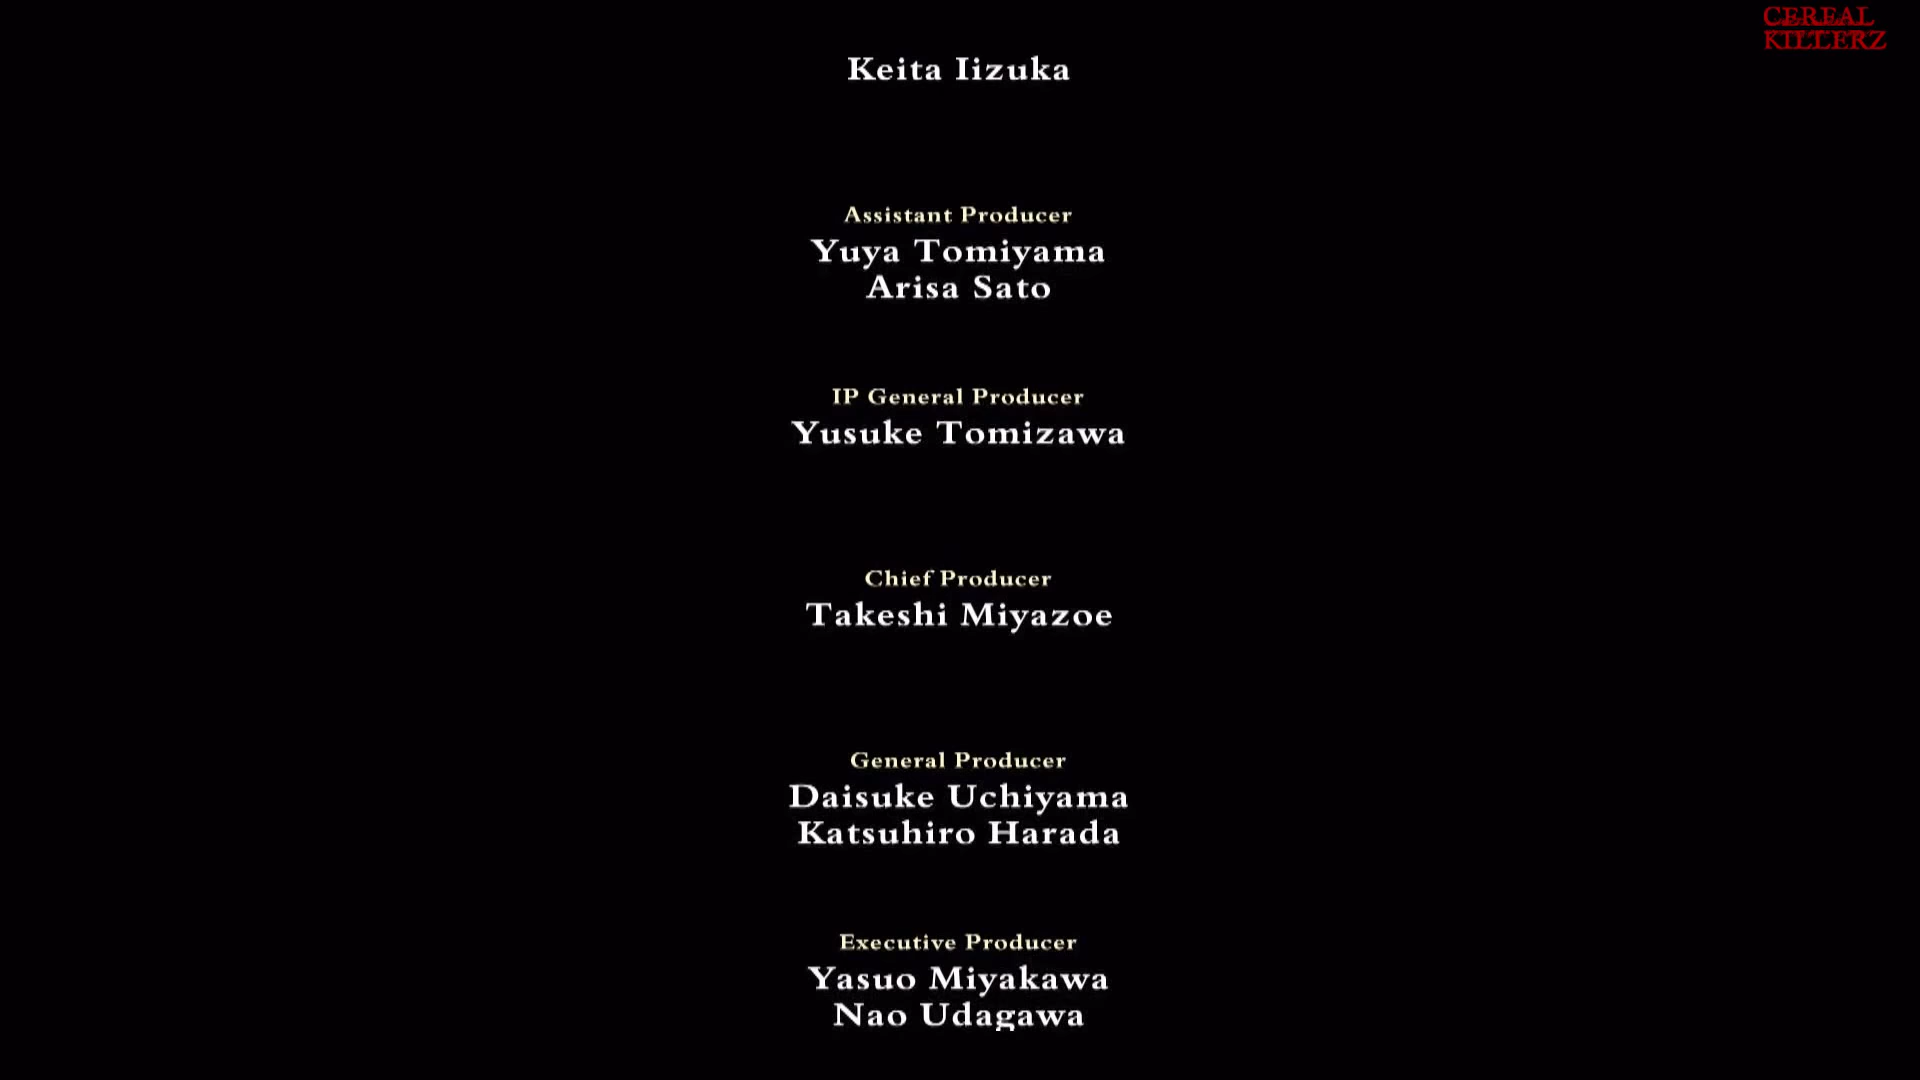 CEREAL
KILLERZ
Keita Iizuka
Assistant Producer
Yuya Tomiyama
Arisa Sato
IP General Producer
Yusuke Tomizawa
Chief Producer
Takeshi Miyazoe
General Producer
Daisuke Uchiyama
Katsuhiro Harada
Executive Producer
Yasuo Miyakawa
Nao Udagawa